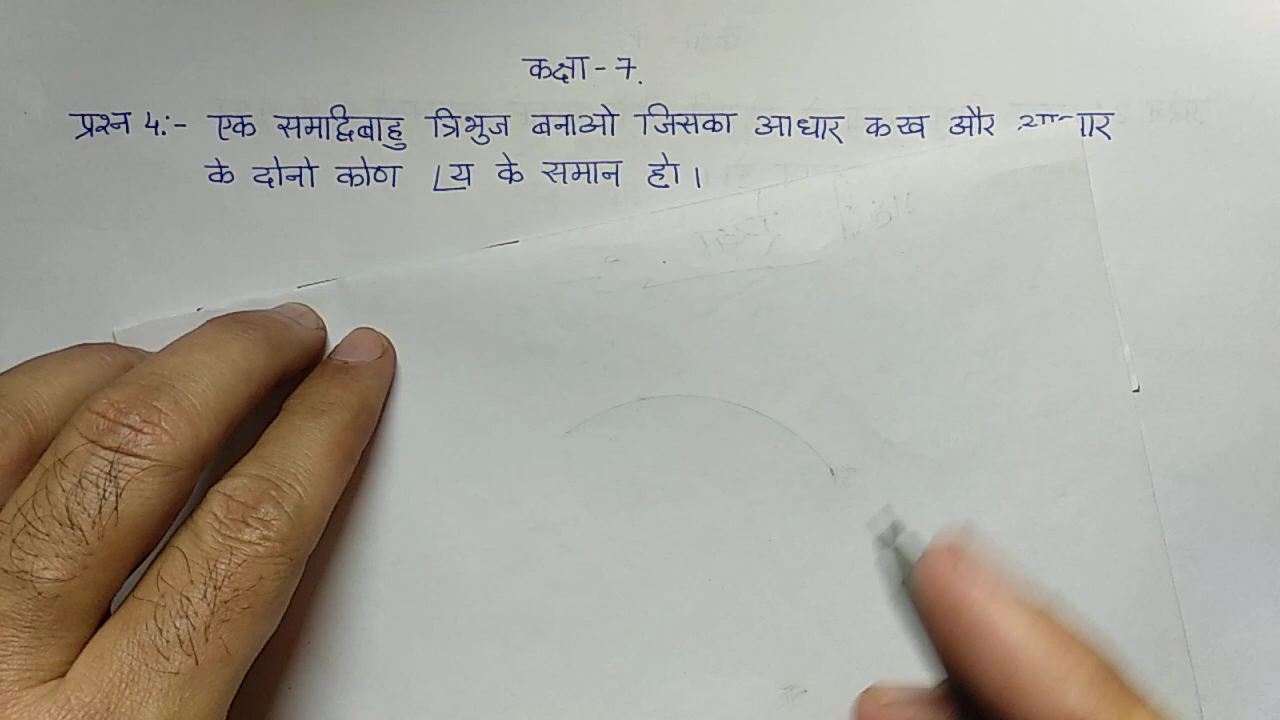 कक्षा - 7.
प्रश्न 4:- एक समद्विबाहु त्रिभुज बनाओ जिसका आधार कख और
के दोनो कोण ∠य के समान हो।